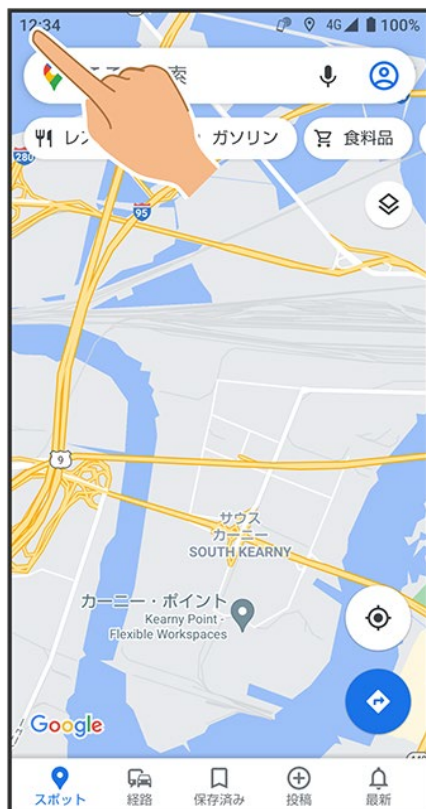 12:34
4G
100%
索
ガソリン
食料品
280
95
9
サウス
カーニー
SOUTH KEARNY
カーニー・ポイント
Kearny Point -
Flexible Workspaces
Google
スポット
経路
保存済み
投稿
最新